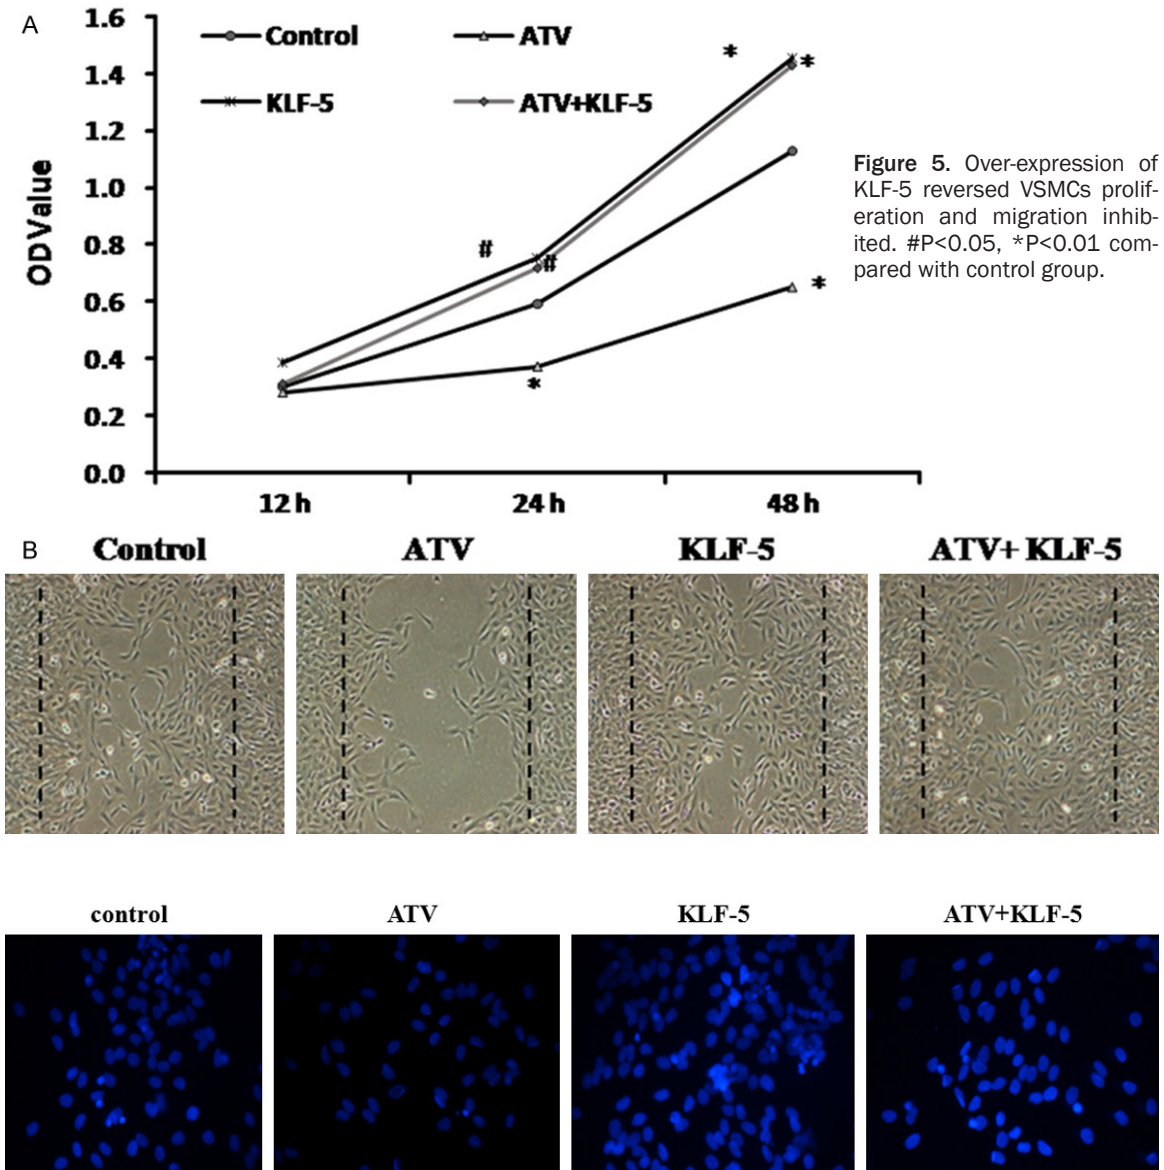 A
1.6
1.4
1.2
1.0
0.8
0.6
0.4
0.2
0.0
OD Value
Control
ATV
KLF-5
ATV+KLF-5
*
*
#
#
*
*
12 h
24 h
48 h
Figure 5. Over-expression of
KLF-5 reversed VSMCs prolif-
eration and migration inhib-
ited. #P<0.05, *P<0.01 com-
pared with control group.
B
Control
ATV
KLF-5
ATV+ KLF-5
control
ATV
KLF-5
ATV+KLF-5